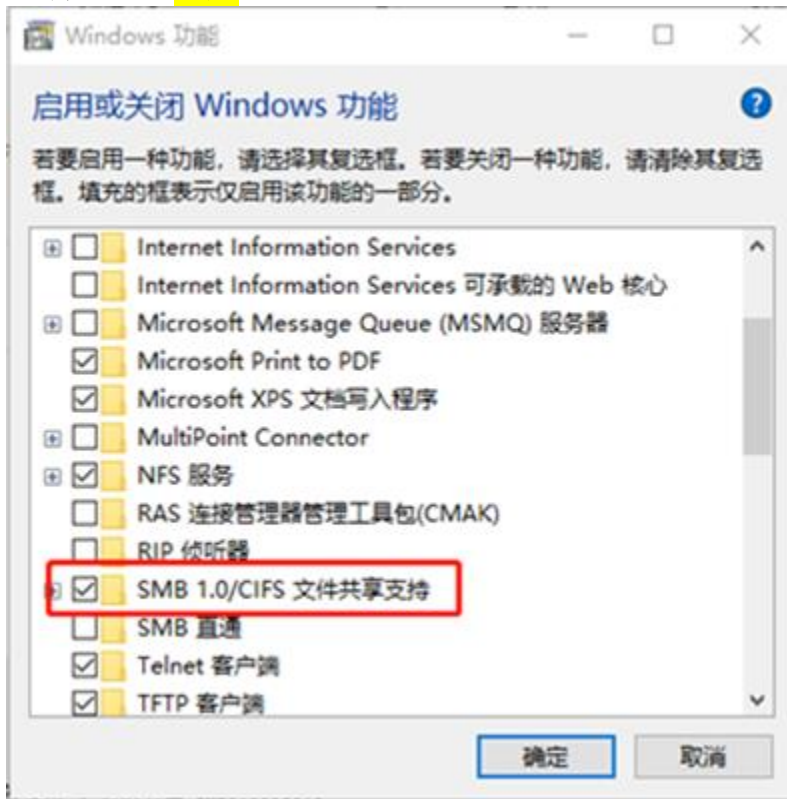 Windows 功能
启用或关闭 Windows 功能
若要启用一种功能，请选择其复选框。若要关闭一种功能，请清除其复选
框。填充的框表示仅启用该功能的一部分。
Internet Information Services
Internet Information Services 可承载的 Web 核心
Microsoft Message Queue (MSMQ) 服务器
Microsoft Print to PDF
Microsoft XPS 文档写入程序
MultiPoint Connector
NFS 服务
RAS 连接管理器管理工具包(CMAK)
RIP 侦听器
SMB 1.0/CIFS 文件共享支持
SMB 直通
Telnet 客户端
TFTP 客户端
确定 取消